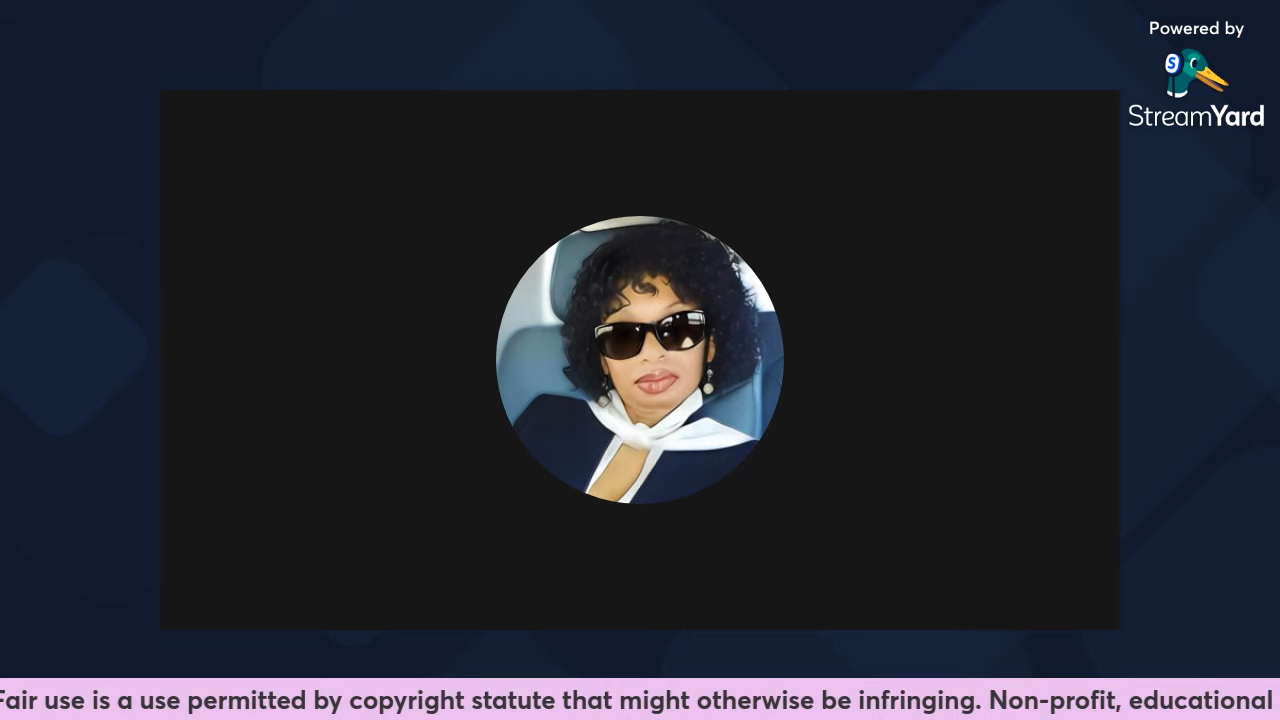 Powered by
S
StreamYard
Fair use is a use permitted by copyright statute that might otherwise be infringing. Non-profit, educational